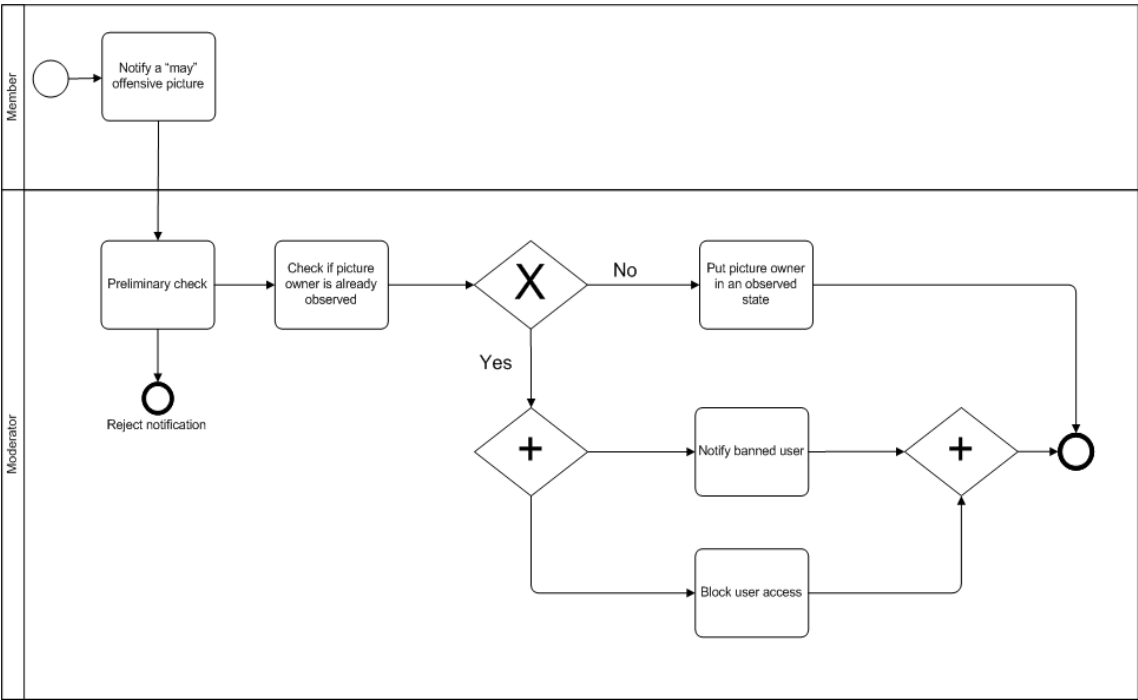 Member
Notify a “may”
offensive picture
Moderator
Preliminary check
Check if picture
owner is already
observed
X
No
Put picture owner
in an observed
state
Yes
Reject notification
+
Notify banned user
+
Block user access